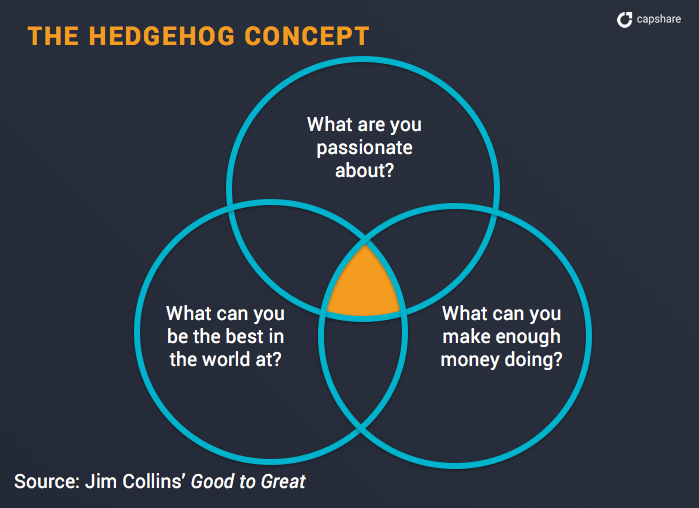 THE HEDGEHOG CONCEPT
capshare
What are you
passionate
about?
What can you
be the best in
the world at?
What can you
make enough
money doing?
Source: Jim Collins’ Good to Great